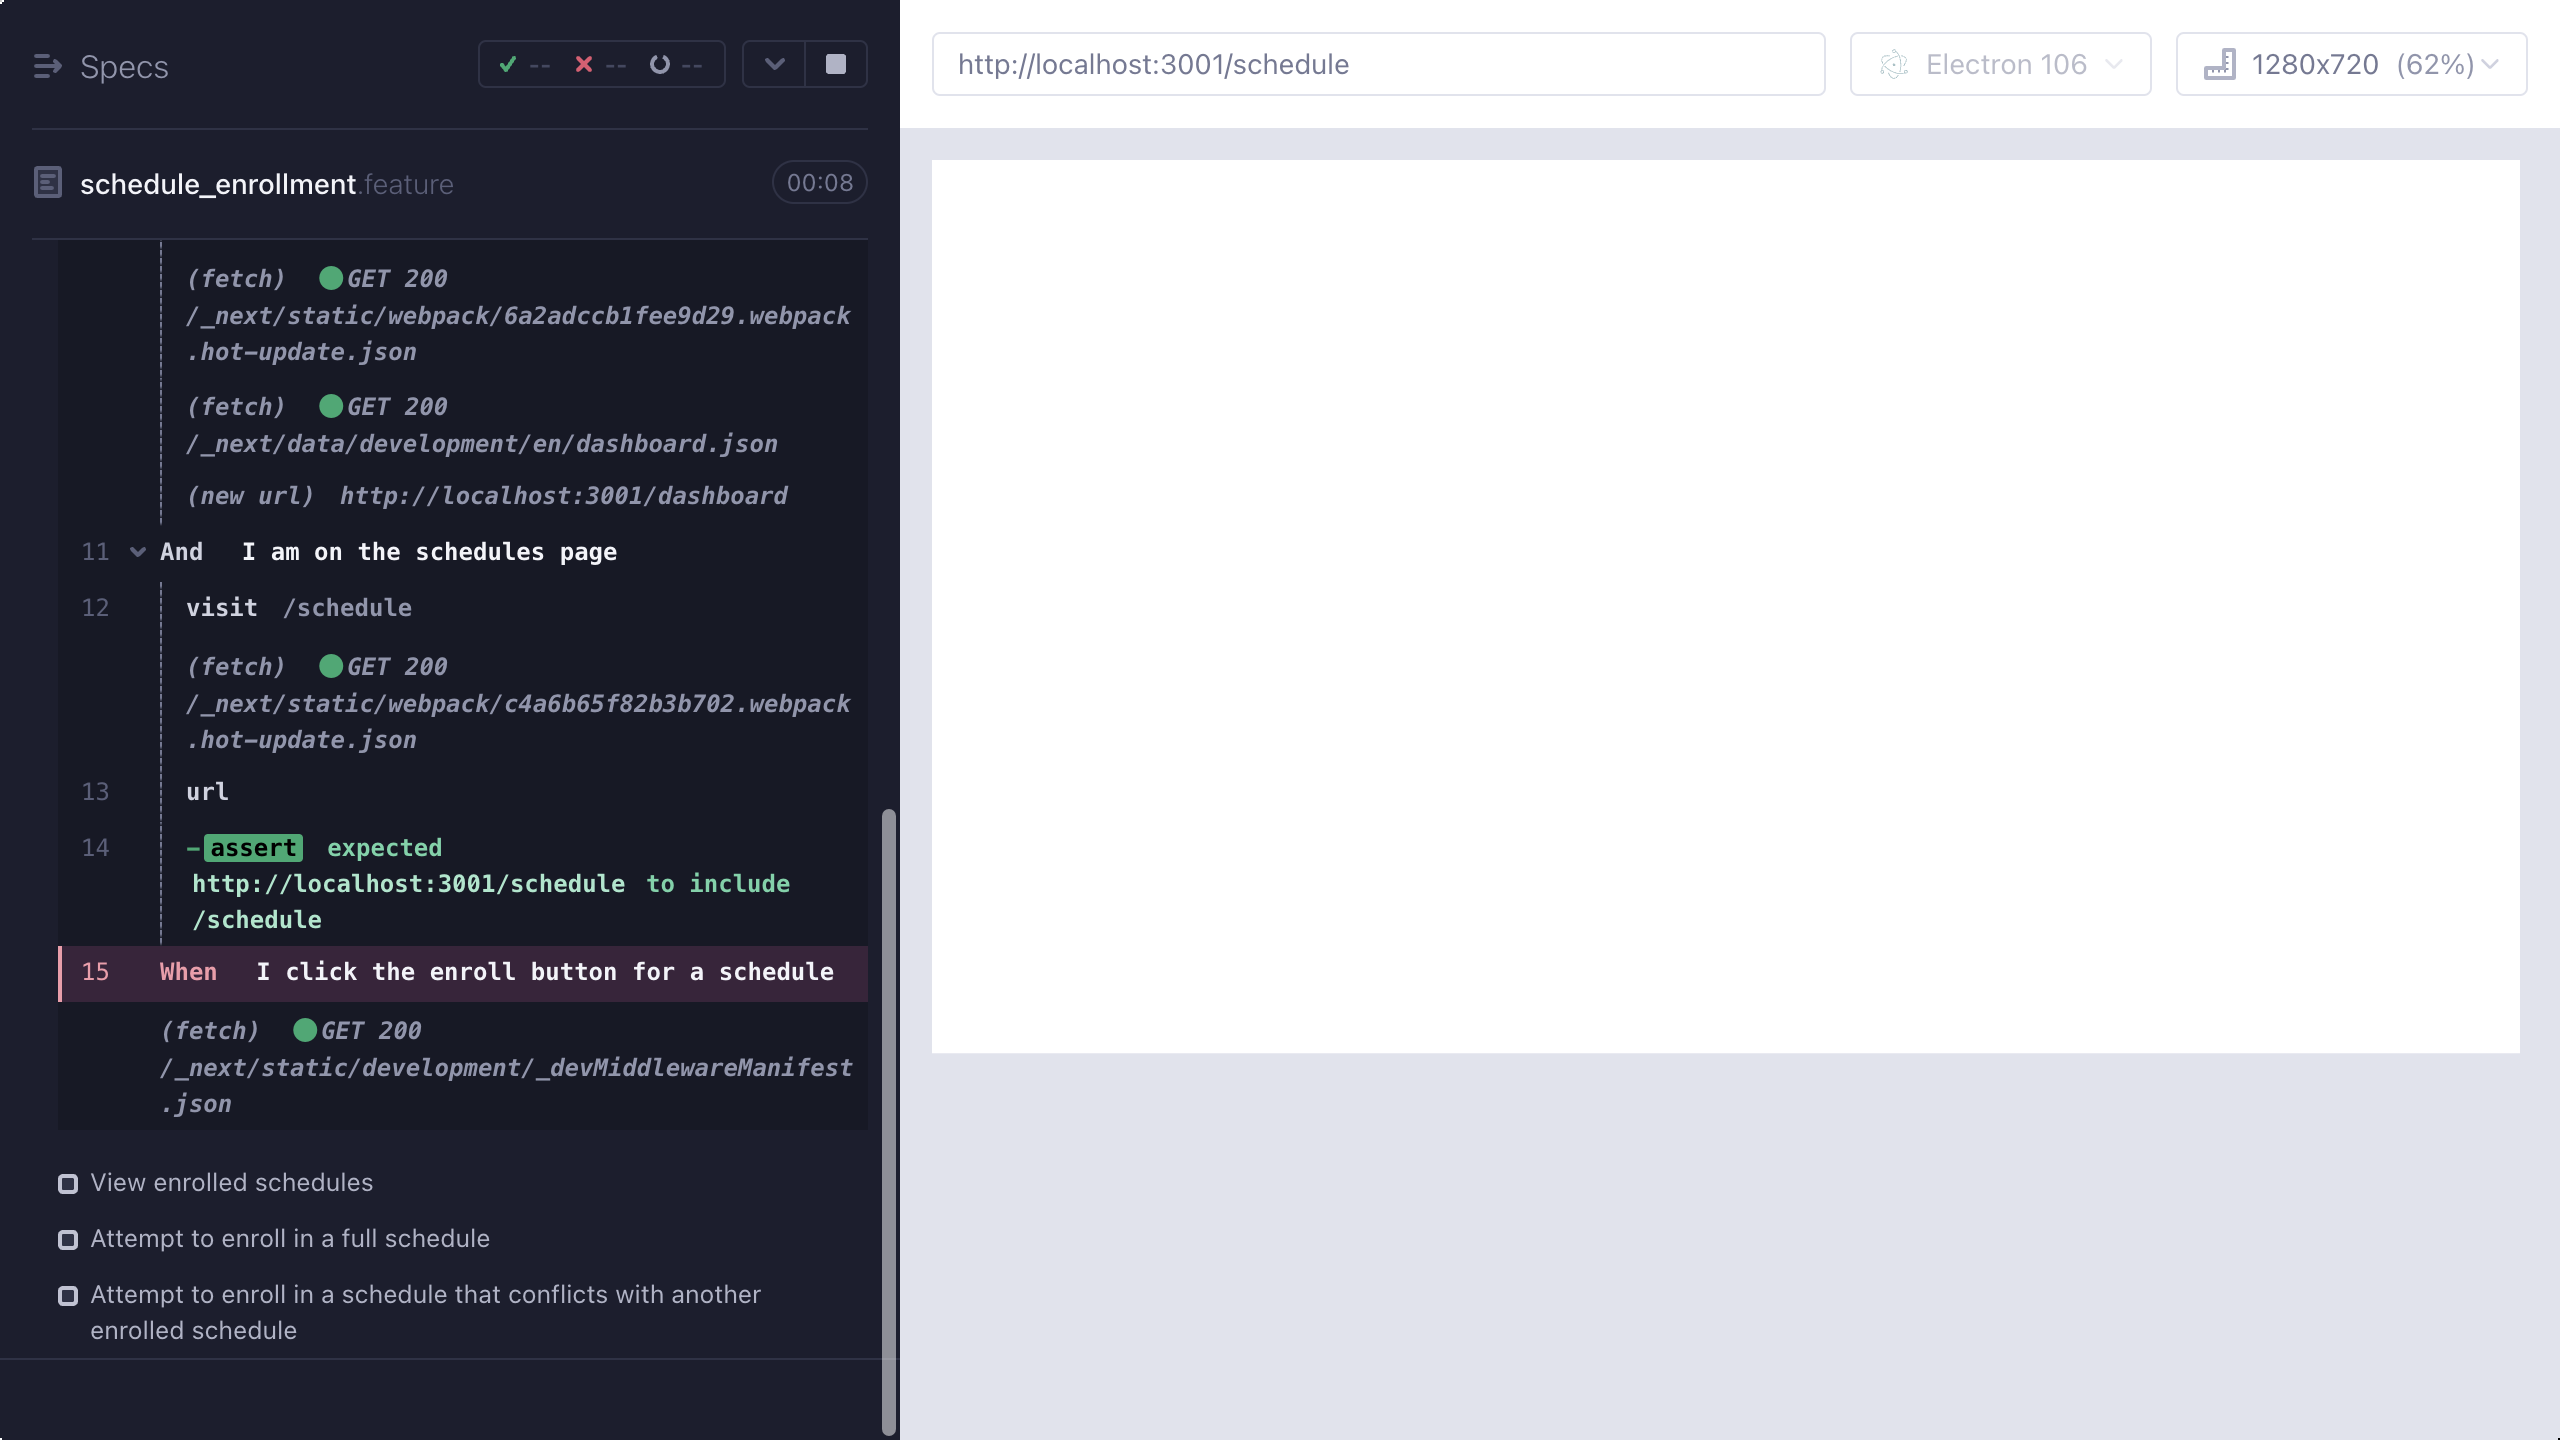 Specs
-- -- --
schedule_enrollment.feature
00:08
(fetch) GET 200
/_next/static/webpack/6a2adccb1fee9d29.webpack
.hot-update.json
(fetch) GET 200
/_next/data/development/en/dashboard.json
(new url) http://localhost:3001/dashboard
11 And I am on the schedules page
12 visit /schedule
(fetch) GET 200
/_next/static/webpack/c4a6b65f82b3b702.webpack
.hot-update.json
13 url
14 -assert expected
http://localhost:3001/schedule to include
/schedule
15 When I click the enroll button for a schedule
(fetch) GET 200
/_next/static/development/_devMiddlewareManifest
.json
View enrolled schedules
Attempt to enroll in a full schedule
Attempt to enroll in a schedule that conflicts with another
enrolled schedule
http://localhost:3001/schedule
Electron 106
1280x720 (62%)